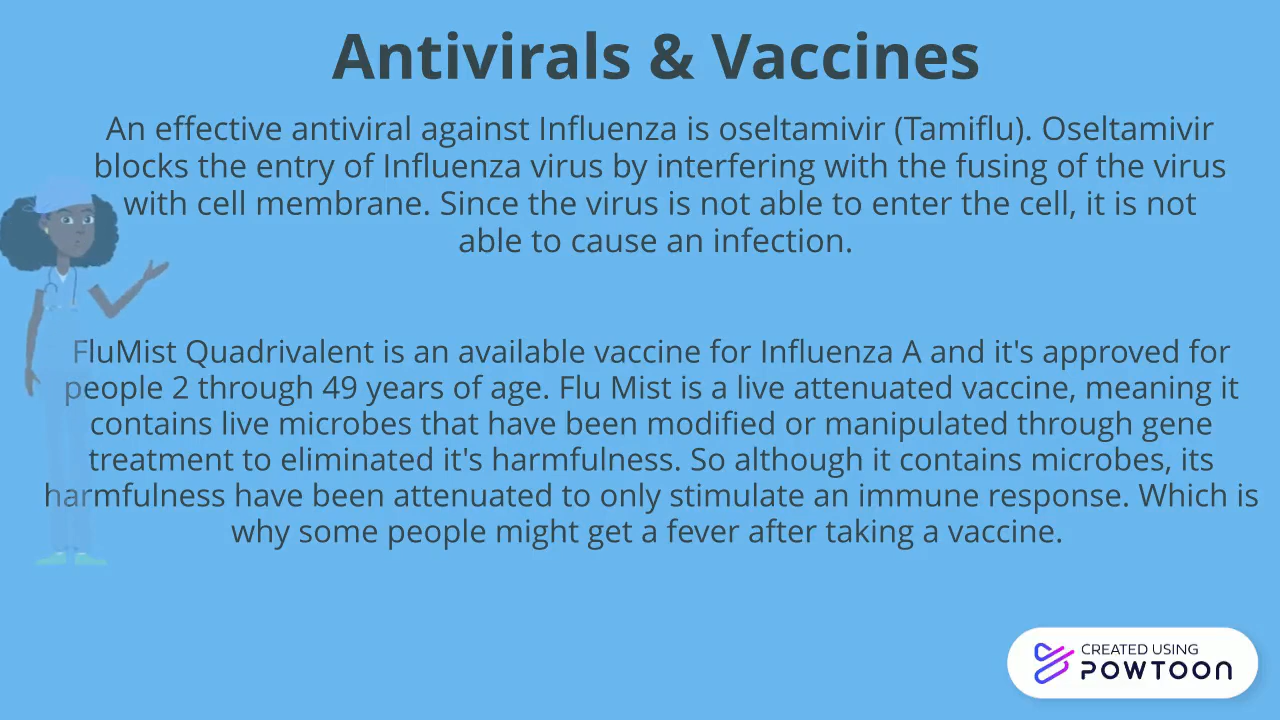 Antivirals & Vaccines
An effective antiviral against Influenza is oseltamivir (Tamiflu). Oseltamivir
blocks the entry of Influenza virus by interfering with the fusing of the virus
with cell membrane. Since the virus is not able to enter the cell, it is not
able to cause an infection.
FluMist Quadrivalent is an available vaccine for Influenza A and it's approved for
people 2 through 49 years of age. Flu Mist is a live attenuated vaccine, meaning it
contains live microbes that have been modified or manipulated through gene
treatment to eliminated it's harmfulness. So although it contains microbes, its
harmfulness have been attenuated to only stimulate an immune response. Which is
why some people might get a fever after taking a vaccine.
CREATED USING
POWTOON